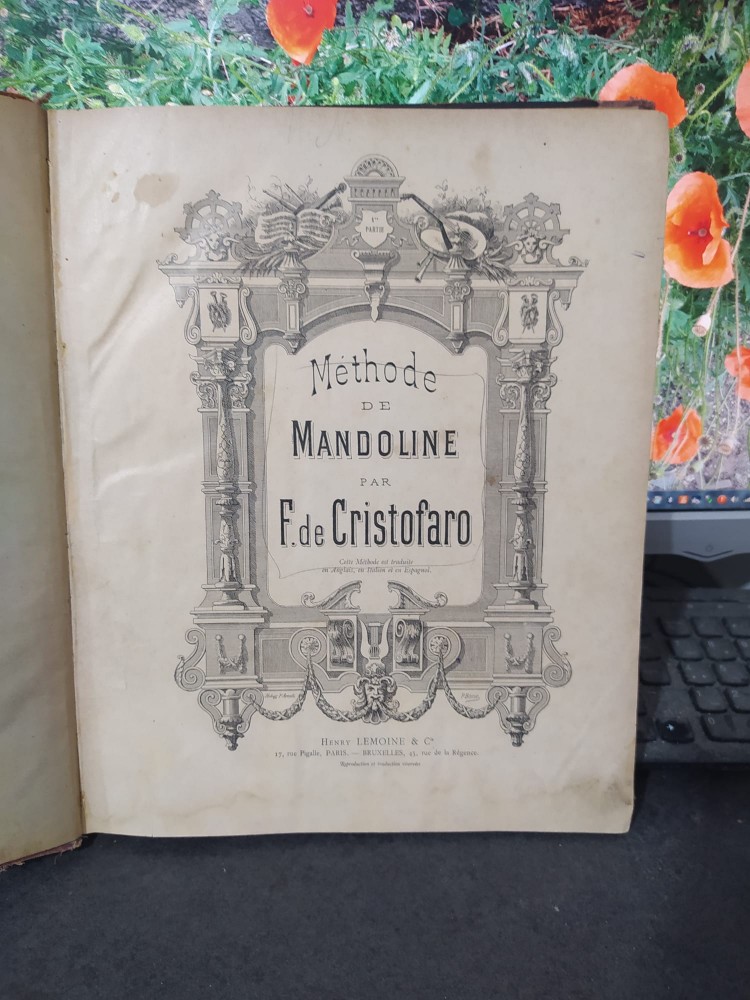 1re
PARTIE
Méthode
DE
MANDOLINE
PAR
F. de Cristofaro
Cette Méthode est traduite
en Anglais, en Italien et en Espagnol.
HENRY LEMOINE & Cie
17, rue Pigalle, PARIS. — BRUXELLES, 45, rue de la Régence.
Reproduction et traduction réservées